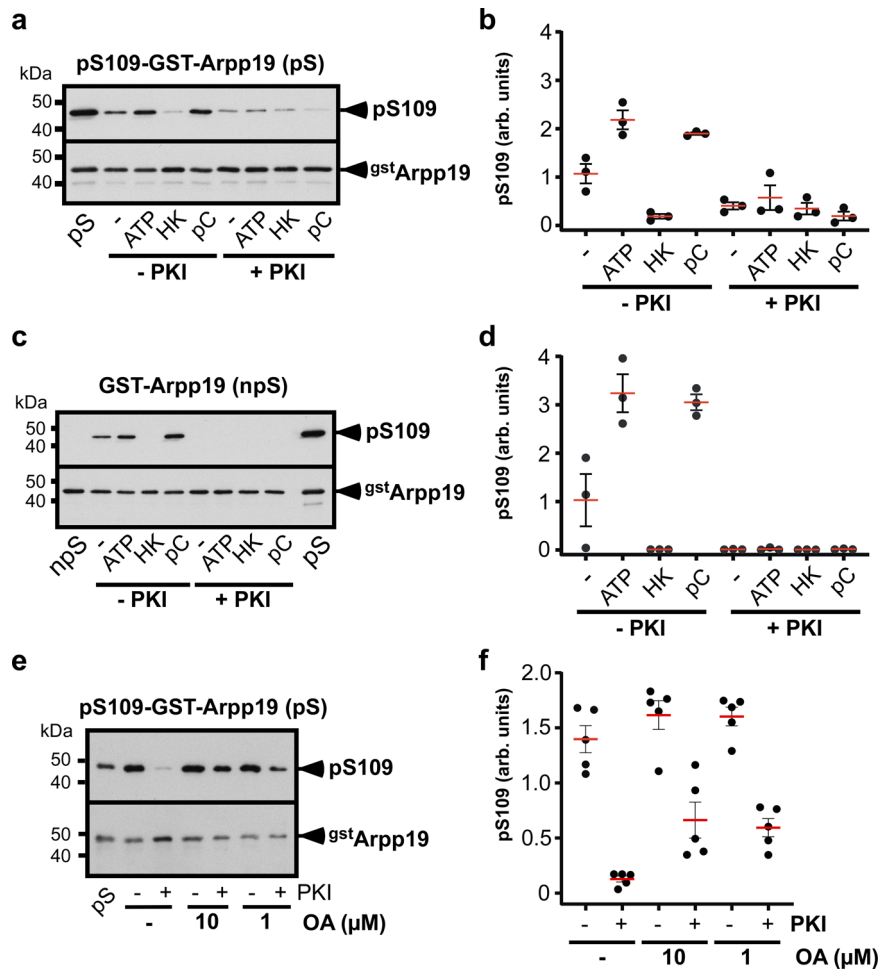 a
pS109-GST-Arpp19 (pS)
kDa
50
40
pS109
50
40
gstArpp19
pS - ATP HK pC - ATP HK pC
- PKI + PKI
b
pS109 (arb. units)
4
3
2
1
0
- ATP HK pC - ATP HK pC
- PKI + PKI
c
GST-Arpp19 (npS)
kDa
50
40
pS109
50
40
gstArpp19
npS - ATP HK pC - ATP HK pC pS
- PKI + PKI
d
pS109 (arb. units)
4
3
2
1
0
- ATP HK pC - ATP HK pC
- PKI + PKI
e
pS109-GST-Arpp19 (pS)
kDa
50
40
pS109
50
40
gstArpp19
pS - + - + - + PKI
- 10 1 OA (μM)
f
pS109 (arb. units)
2.0
1.5
1.0
0.5
0
- + - + - + PKI
- 10 1 OA (μM)